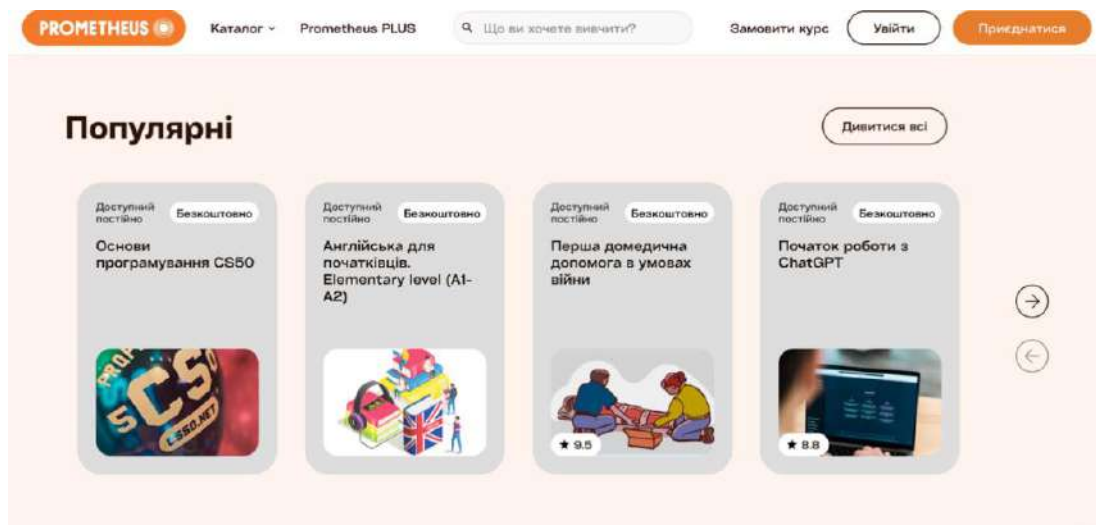 PROMETHEUS
Каталог
Prometheus PLUS
Що ви хочете вивчити?
Замовити курс
Увійти
Приєднатися
Популярні
Дивитися всі
Доступний
постійно
Безкоштовно
Основи
програмування CS50
PROP
CS50
5
CS50.NET
Доступний
постійно
Безкоштовно
Англійська для
початківців.
Elementary level (A1-
A2)
Доступний
постійно
Безкоштовно
Перша домедична
допомога в умовах
війни
★ 9.5
Доступний
постійно
Безкоштовно
Початок роботи з
ChatGPT
★ 8.8